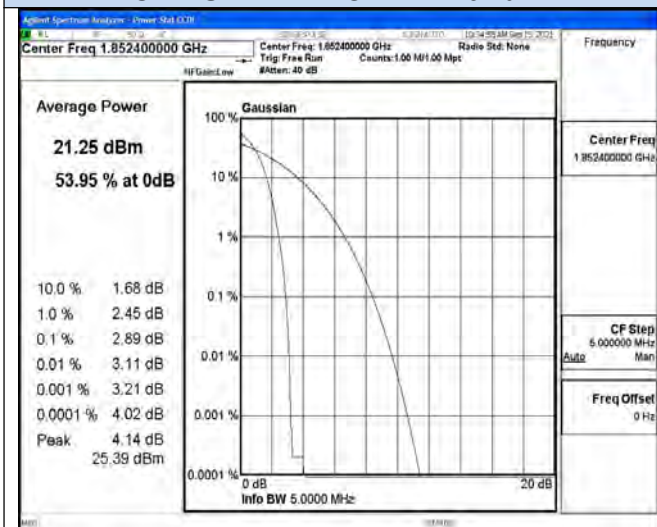 Agilent Spectrum Analyzer - Power Stat CCDF
Center Freq 1.852400000 GHz
Center Freq: 1.852400000 GHz
Radio Std: None
Trig: Free Run
Counts:1.00 M/1.00 Mpt
#IFGain:Low
#Atten: 40 dB
Frequency
Average Power
21.25 dBm
53.95 % at 0dB
10.0 % 1.68 dB
1.0 % 2.45 dB
0.1 % 2.89 dB
0.01 % 3.11 dB
0.001 % 3.21 dB
0.0001 % 4.02 dB
Peak 4.14 dB
25.39 dBm
Gaussian
100 %
10 %
1 %
0.1 %
0.01 %
0.001 %
0.0001 %
0 dB
20 dB
Info BW 5.0000 MHz
Center Freq
1.852400000 GHz
CF Step
5.000000 MHz
Auto Man
Freq Offset
0 Hz
MSG
STATUS